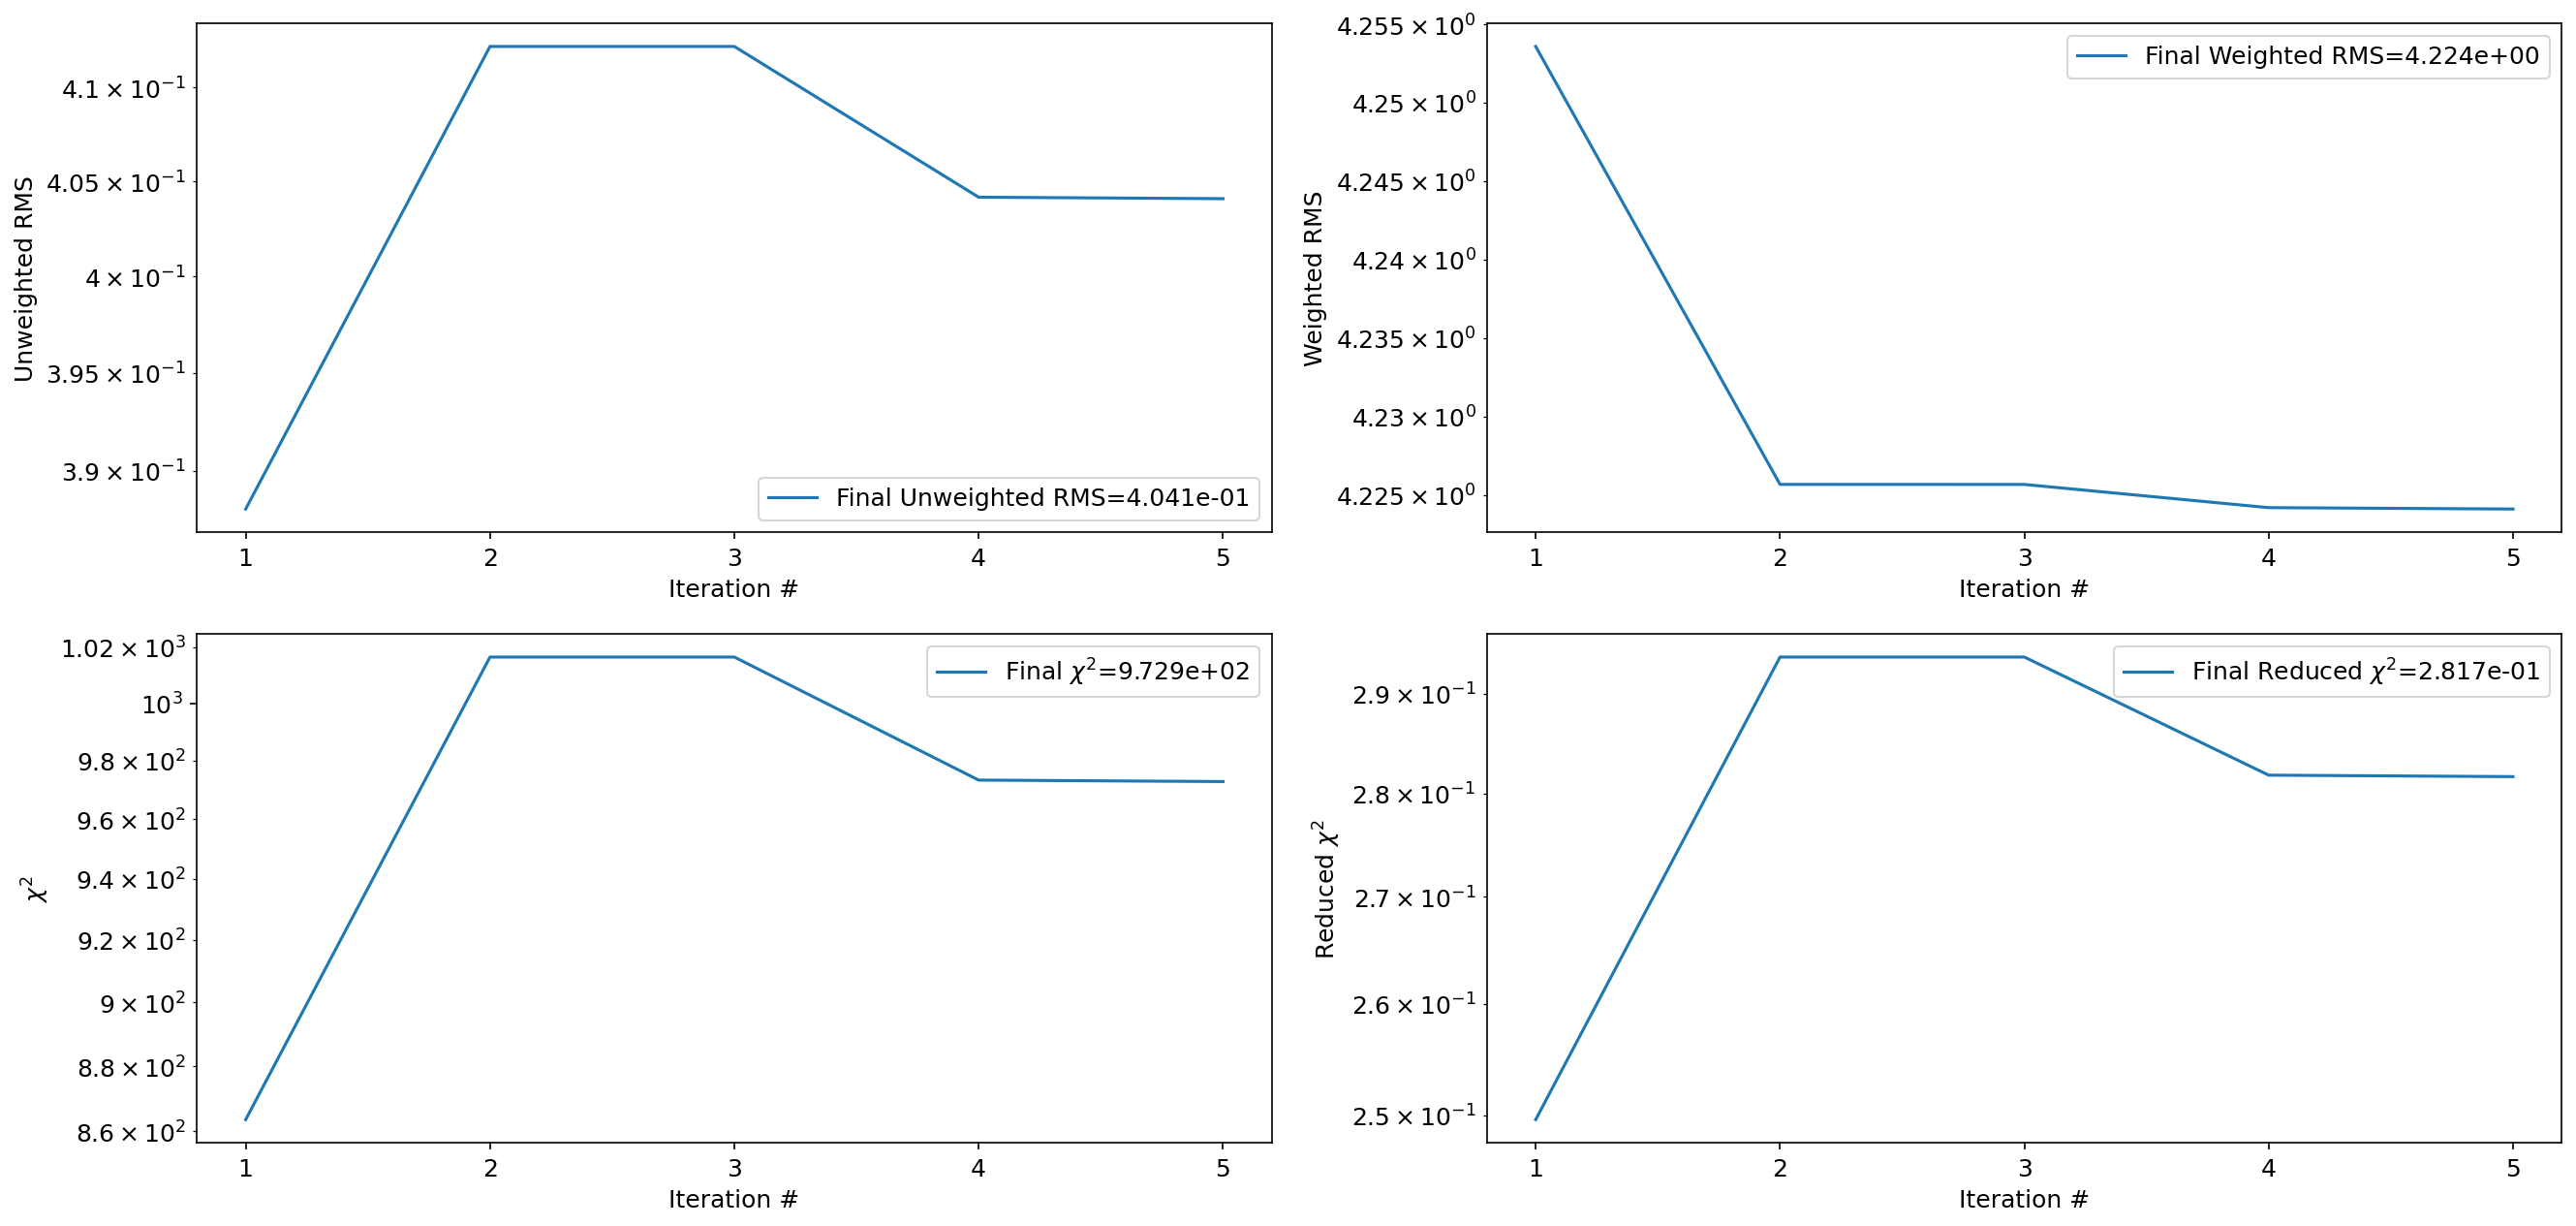 Unweighted RMS
4.1 × 10⁻¹
4.05 × 10⁻¹
4 × 10⁻¹
3.95 × 10⁻¹
3.9 × 10⁻¹
Final Unweighted RMS=4.041e-01
1 2 3 4 5
Iteration #
Weighted RMS
4.255 × 10⁰
4.25 × 10⁰
4.245 × 10⁰
4.24 × 10⁰
4.235 × 10⁰
4.23 × 10⁰
4.225 × 10⁰
Final Weighted RMS=4.224e+00
1 2 3 4 5
Iteration #
χ²
1.02 × 10³
10³
9.8 × 10²
9.6 × 10²
9.4 × 10²
9.2 × 10²
9 × 10²
8.8 × 10²
8.6 × 10²
Final χ²=9.729e+02
1 2 3 4 5
Iteration #
Reduced χ²
2.9 × 10⁻¹
2.8 × 10⁻¹
2.7 × 10⁻¹
2.6 × 10⁻¹
2.5 × 10⁻¹
Final Reduced χ²=2.817e-01
1 2 3 4 5
Iteration #